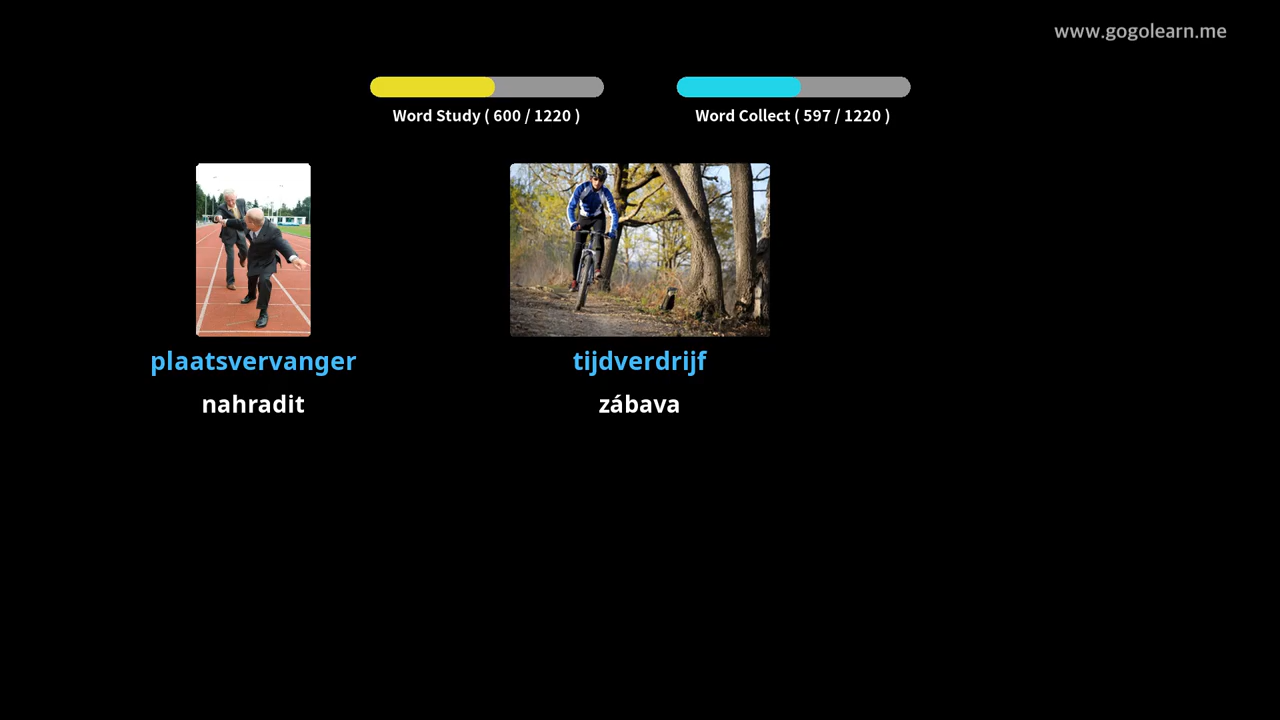 www.gogolearn.me
Word Study ( 600 / 1220 )
Word Collect ( 597 / 1220 )
plaatsvervanger
tijdverdrijf
nahradit
zábava